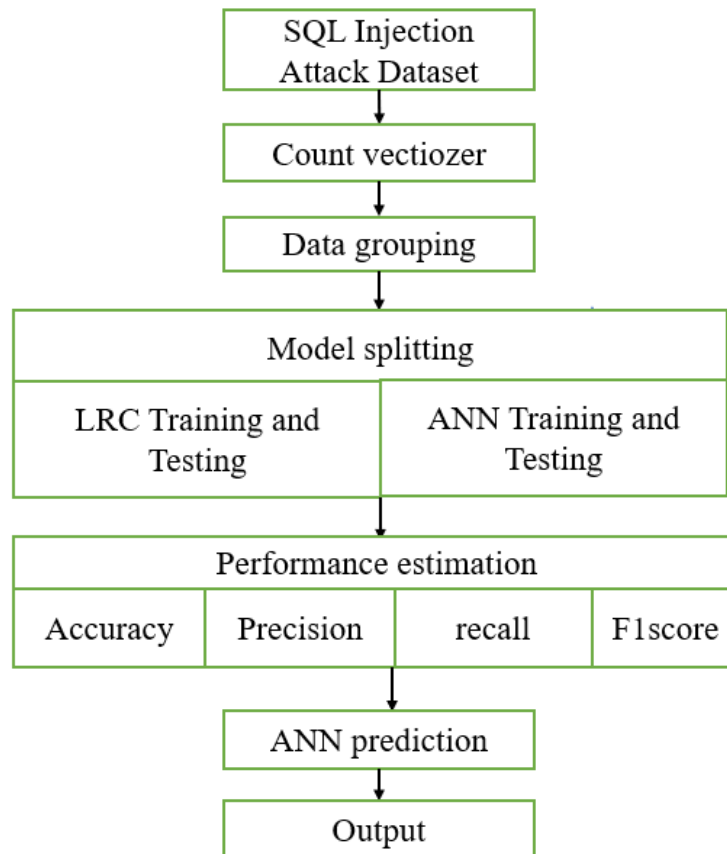 SQL Injection
Attack Dataset
Count vectiozer
Data grouping
Model splitting
LRC Training and
Testing
ANN Training and
Testing
Performance estimation
Accuracy
Precision
recall
F1score
ANN prediction
Output